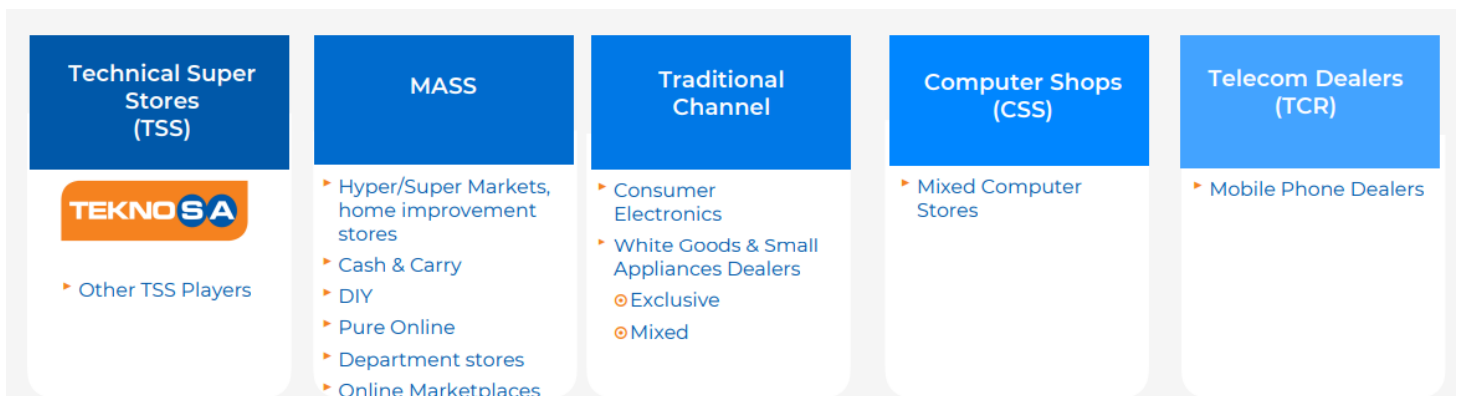 Technical Super
Stores
(TSS)
TEKNOSA
Other TSS Players
MASS
Hyper/Super Markets,
home improvement
stores
Cash & Carry
DIY
Pure Online
Department stores
Online Marketplaces
Traditional
Channel
Consumer
Electronics
White Goods & Small
Appliances Dealers
Exclusive
Mixed
Computer Shops
(CSS)
Mixed Computer
Stores
Telecom Dealers
(TCR)
Mobile Phone Dealers